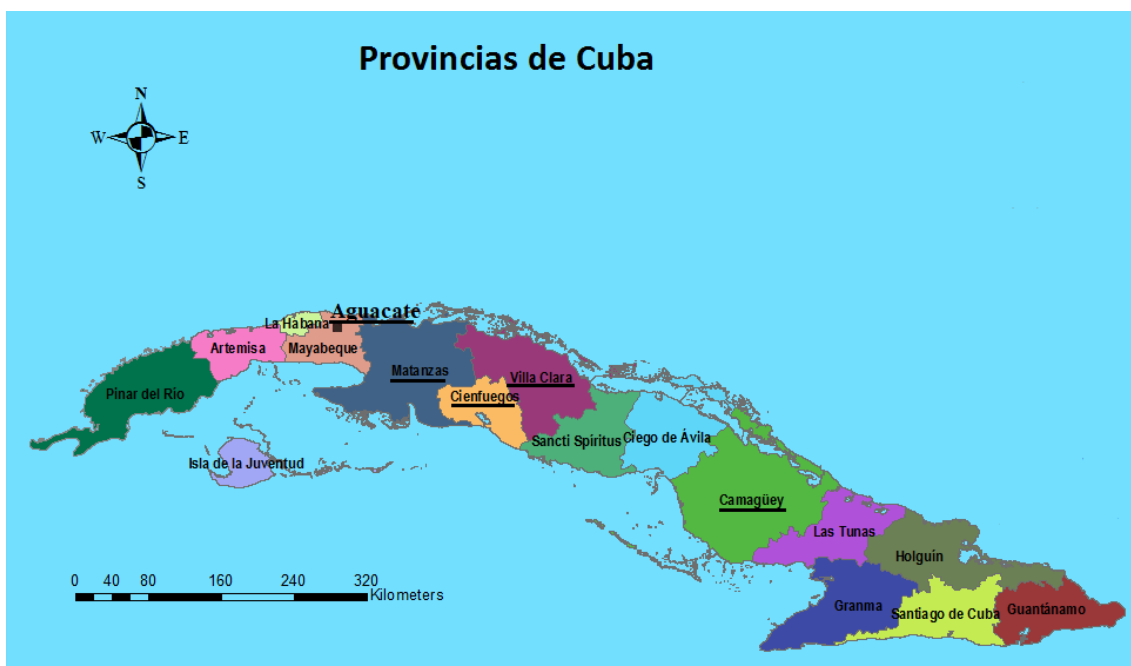 Provincias de Cuba
N
W E
S
Aguacate
La Habana
Artemisa
Mayabeque
Matanzas
Villa Clara
Pinar del Río
Cienfuegos
Sancti Spíritus
Ciego de Ávila
Isla de la Juventud
Camagüey
Las Tunas
Holguín
Granma
Santiago de Cuba
Guantánamo
0 40 80 160 240 320
Kilometers